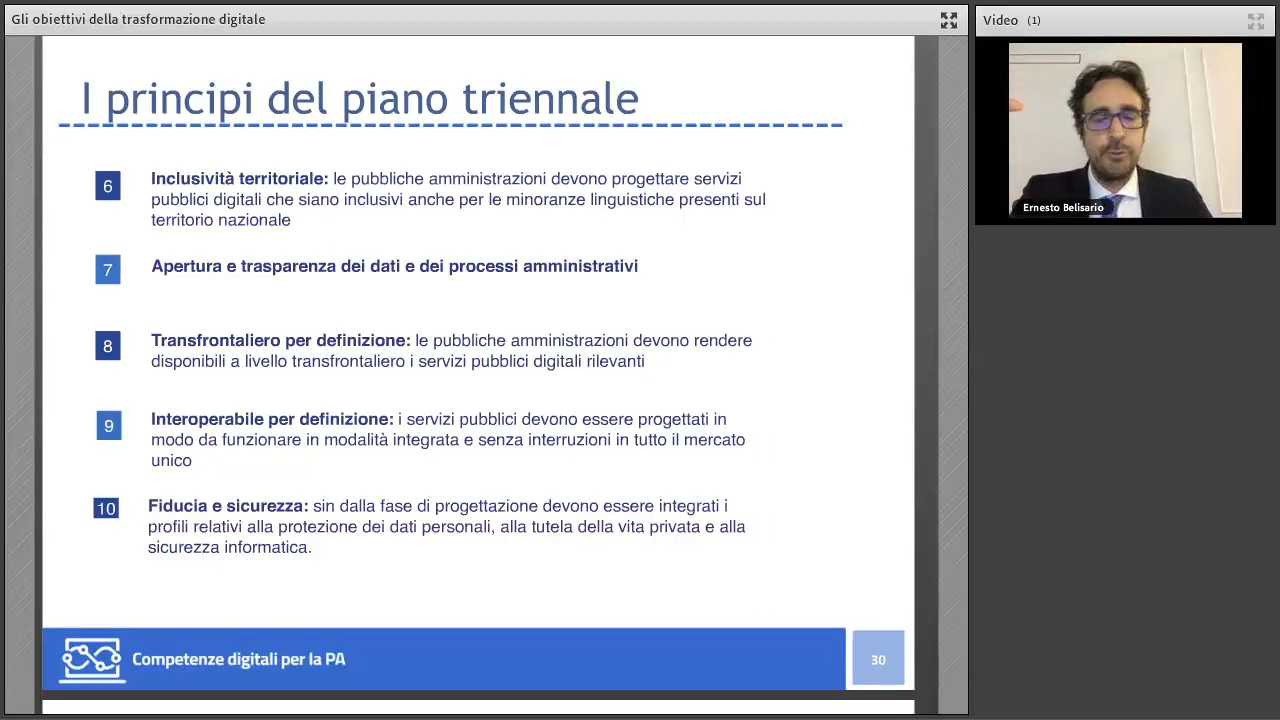 Gli obiettivi della trasformazione digitale
Video (1)
I principi del piano triennale
6
Inclusività territoriale: le pubbliche amministrazioni devono progettare servizi
pubblici digitali che siano inclusivi anche per le minoranze linguistiche presenti sul
territorio nazionale
7
Apertura e trasparenza dei dati e dei processi amministrativi
8
Transfrontaliero per definizione: le pubbliche amministrazioni devono rendere
disponibili a livello transfrontaliero i servizi pubblici digitali rilevanti
9
Interoperabile per definizione: i servizi pubblici devono essere progettati in
modo da funzionare in modalità integrata e senza interruzioni in tutto il mercato
unico
10
Fiducia e sicurezza: sin dalla fase di progettazione devono essere integrati i
profili relativi alla protezione dei dati personali, alla tutela della vita privata e alla
sicurezza informatica.
Competenze digitali per la PA
30
Ernesto Belisario